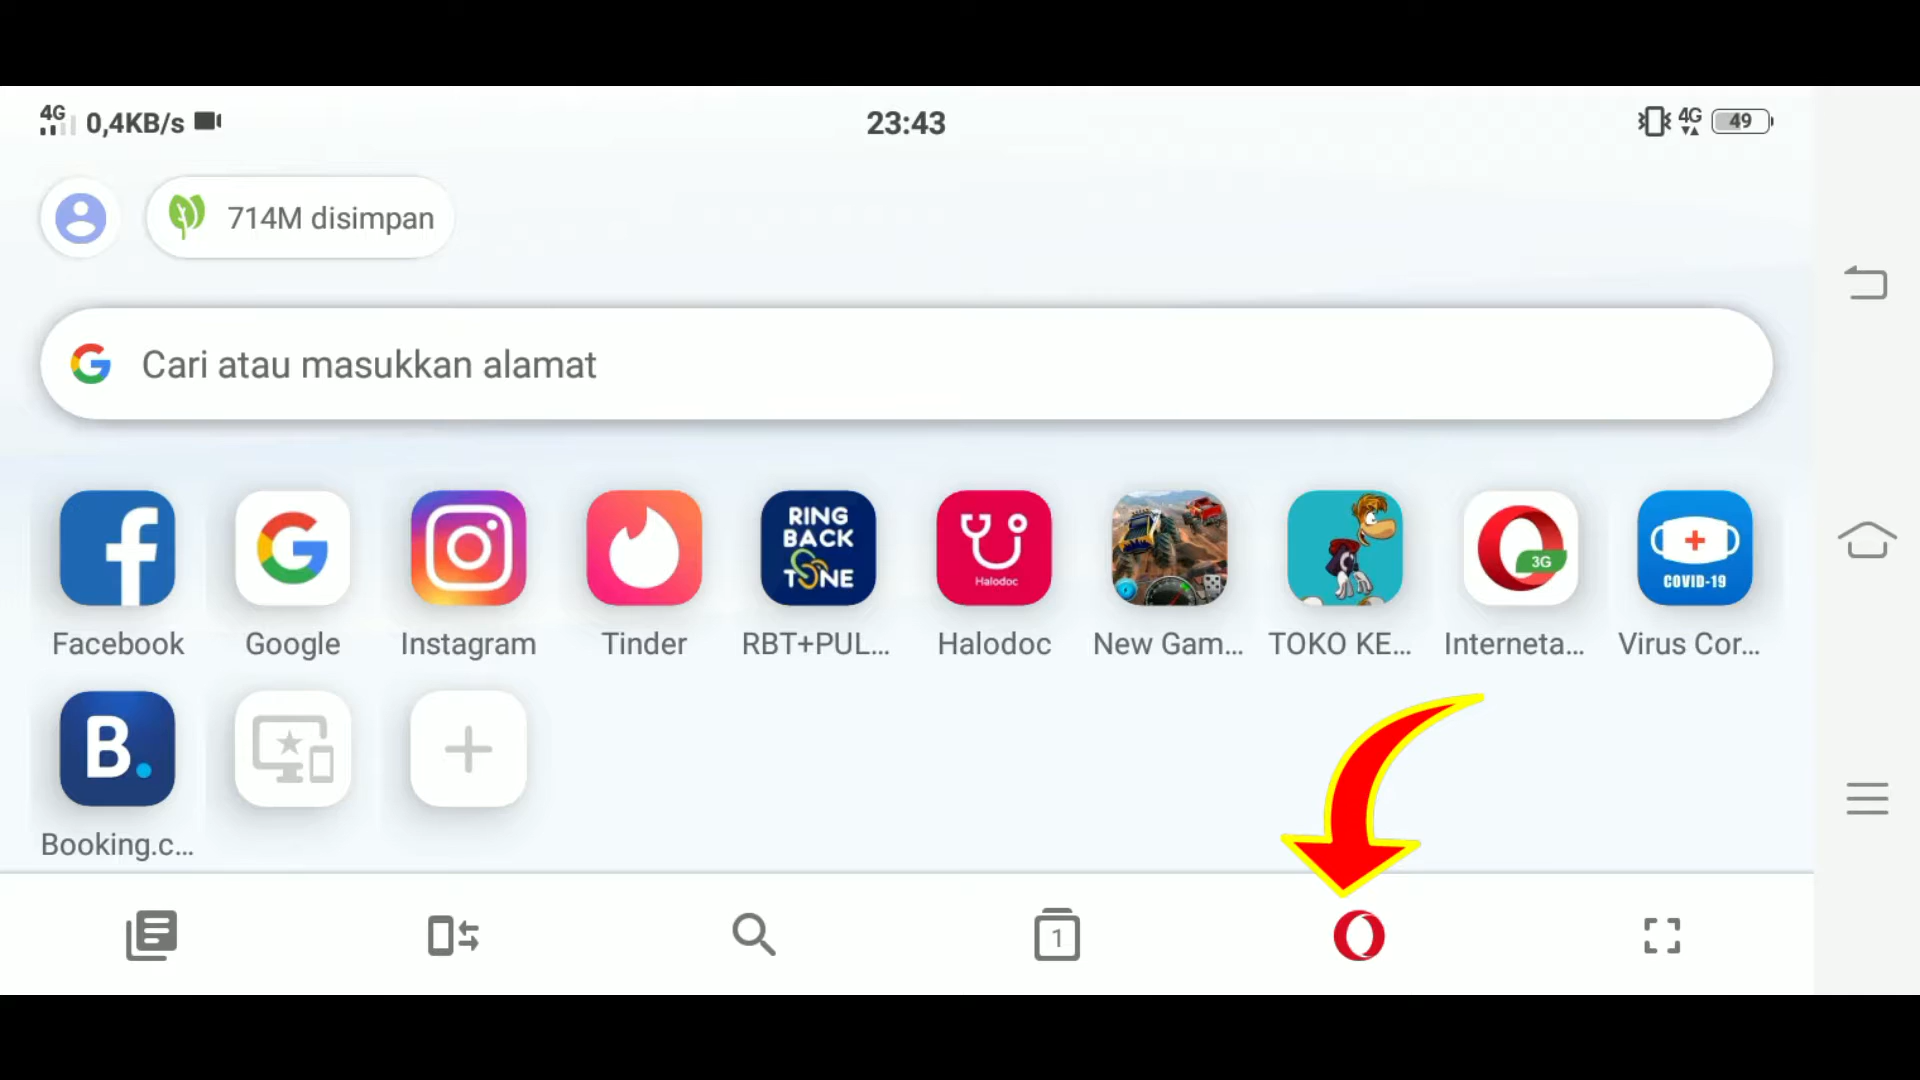 4G 0,4KB/s 23:43 4G 49
714M disimpan
Cari atau masukkan alamat
RING
BACK
TONE
Halodoc
3G
COVID-19
Facebook Google Instagram Tinder RBT+PUL... Halodoc New Gam... TOKO KE... Interneta... Virus Cor...
B.
Booking.c...
1